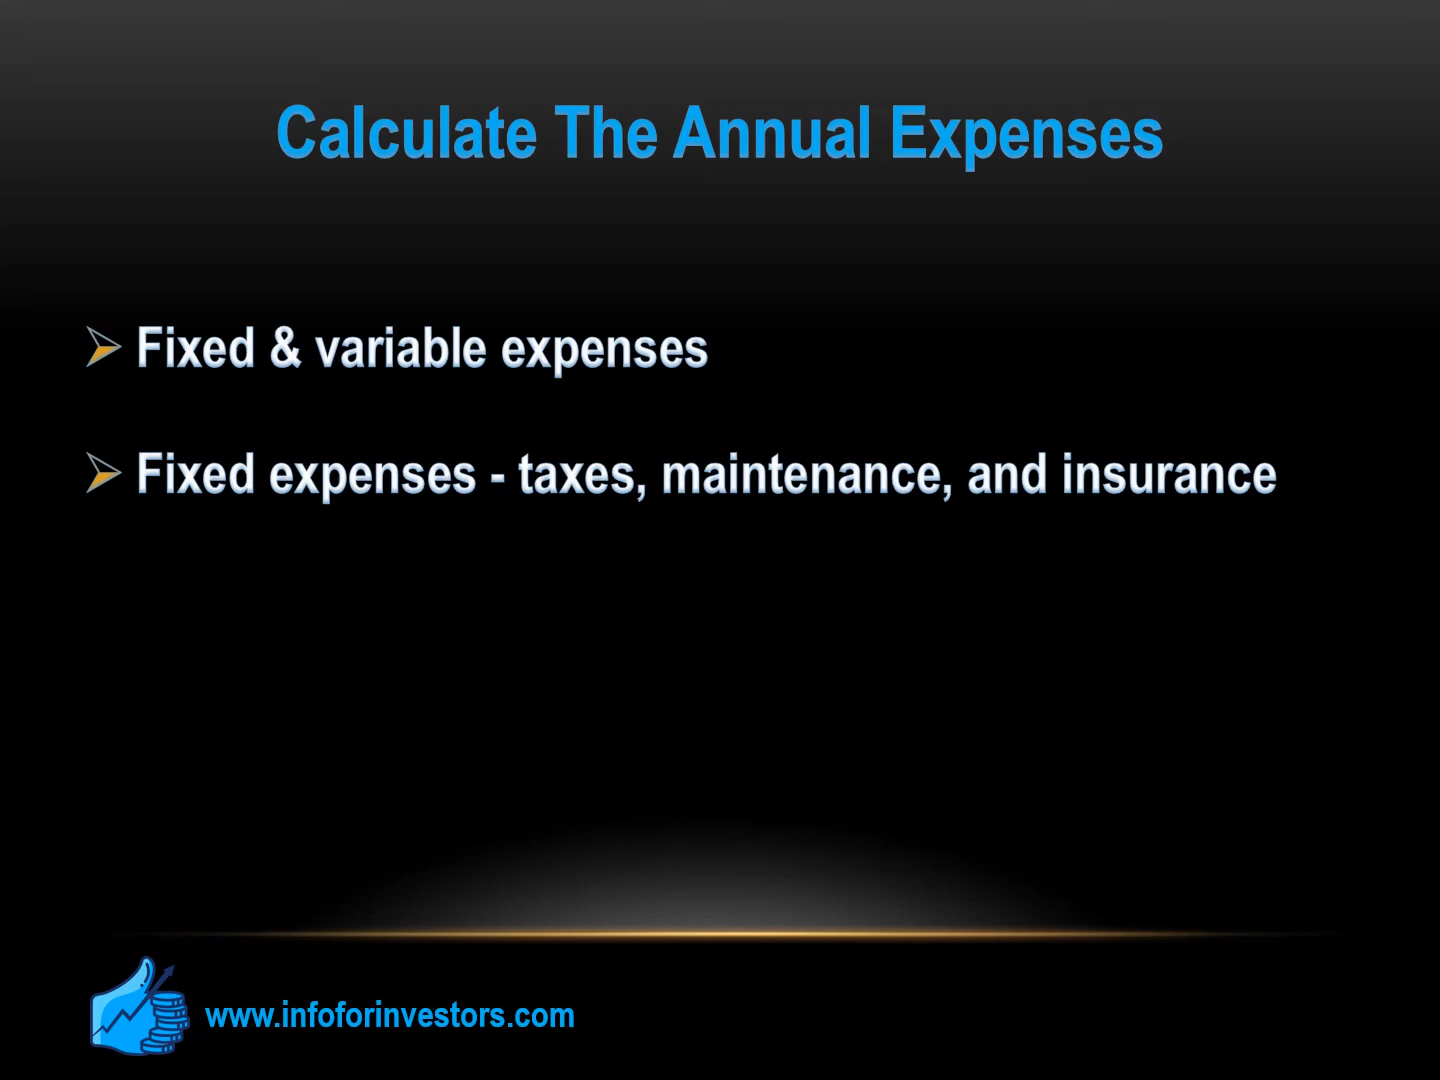 Calculate The Annual Expenses
Fixed & variable expenses
Fixed expenses - taxes, maintenance, and insurance
www.infoforinvestors.com